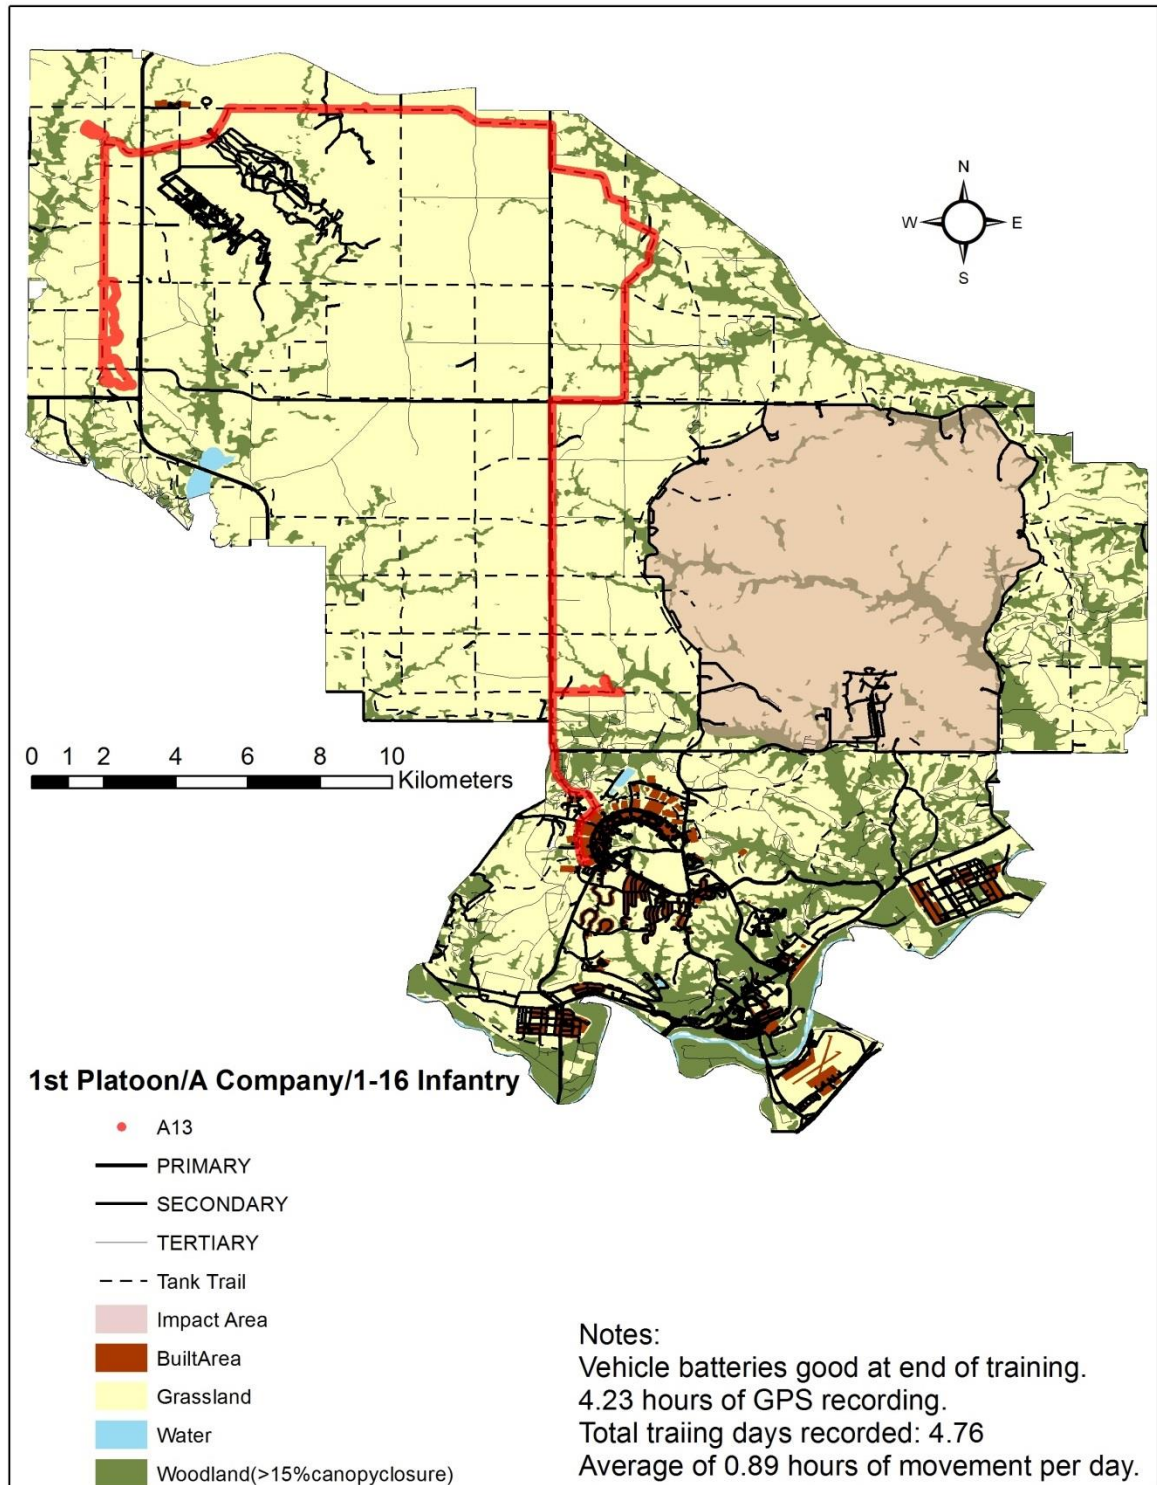 N
W E
S
0 1 2 4 6 8 10
Kilometers
1st Platoon/A Company/1-16 Infantry
A13
PRIMARY
SECONDARY
TERTIARY
Tank Trail
Impact Area
BuiltArea
Grassland
Water
Woodland(>15%canopyclosure)
Notes:
Vehicle batteries good at end of training.
4.23 hours of GPS recording.
Total traiing days recorded: 4.76
Average of 0.89 hours of movement per day.